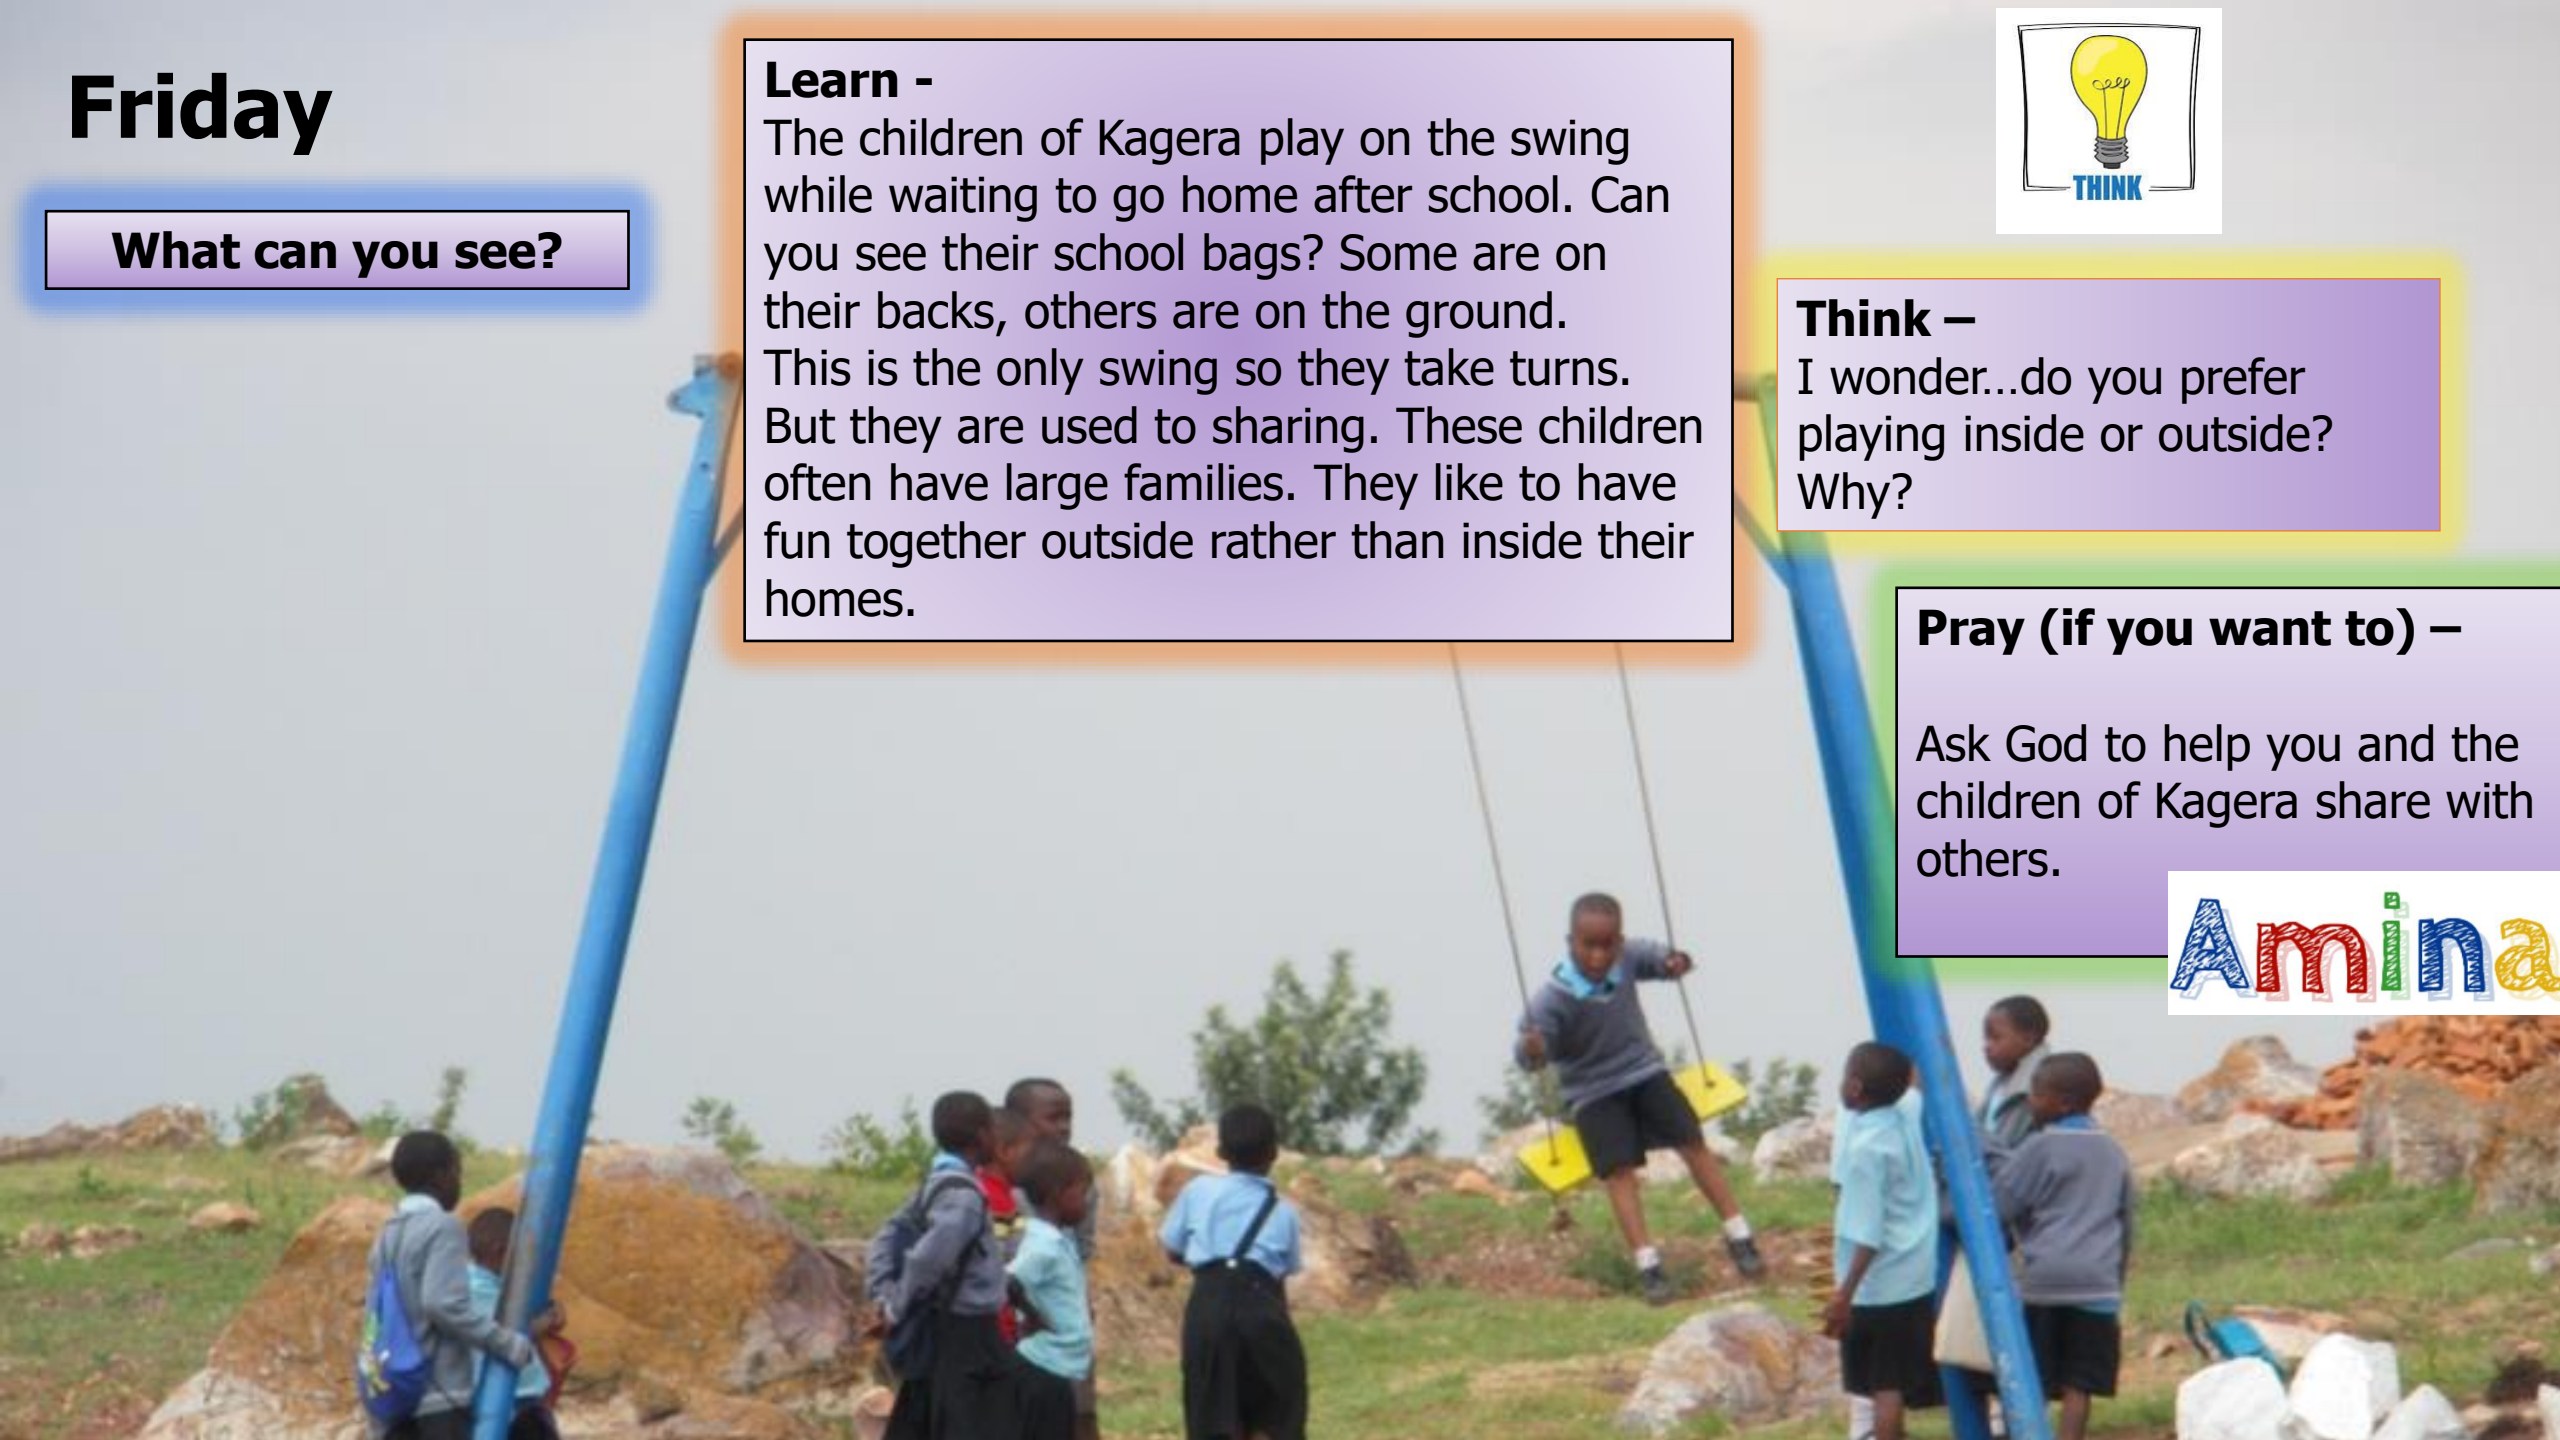 Friday
What can you see?
Learn -
The children of Kagera play on the swing
while waiting to go home after school. Can
you see their school bags? Some are on
their backs, others are on the ground.
This is the only swing so they take turns.
But they are used to sharing. These children
often have large families. They like to have
fun together outside rather than inside their
homes.
THINK
Think –
I wonder…do you prefer
playing inside or outside?
Why?
Pray (if you want to) –
Ask God to help you and the
children of Kagera share with
others.
Amina